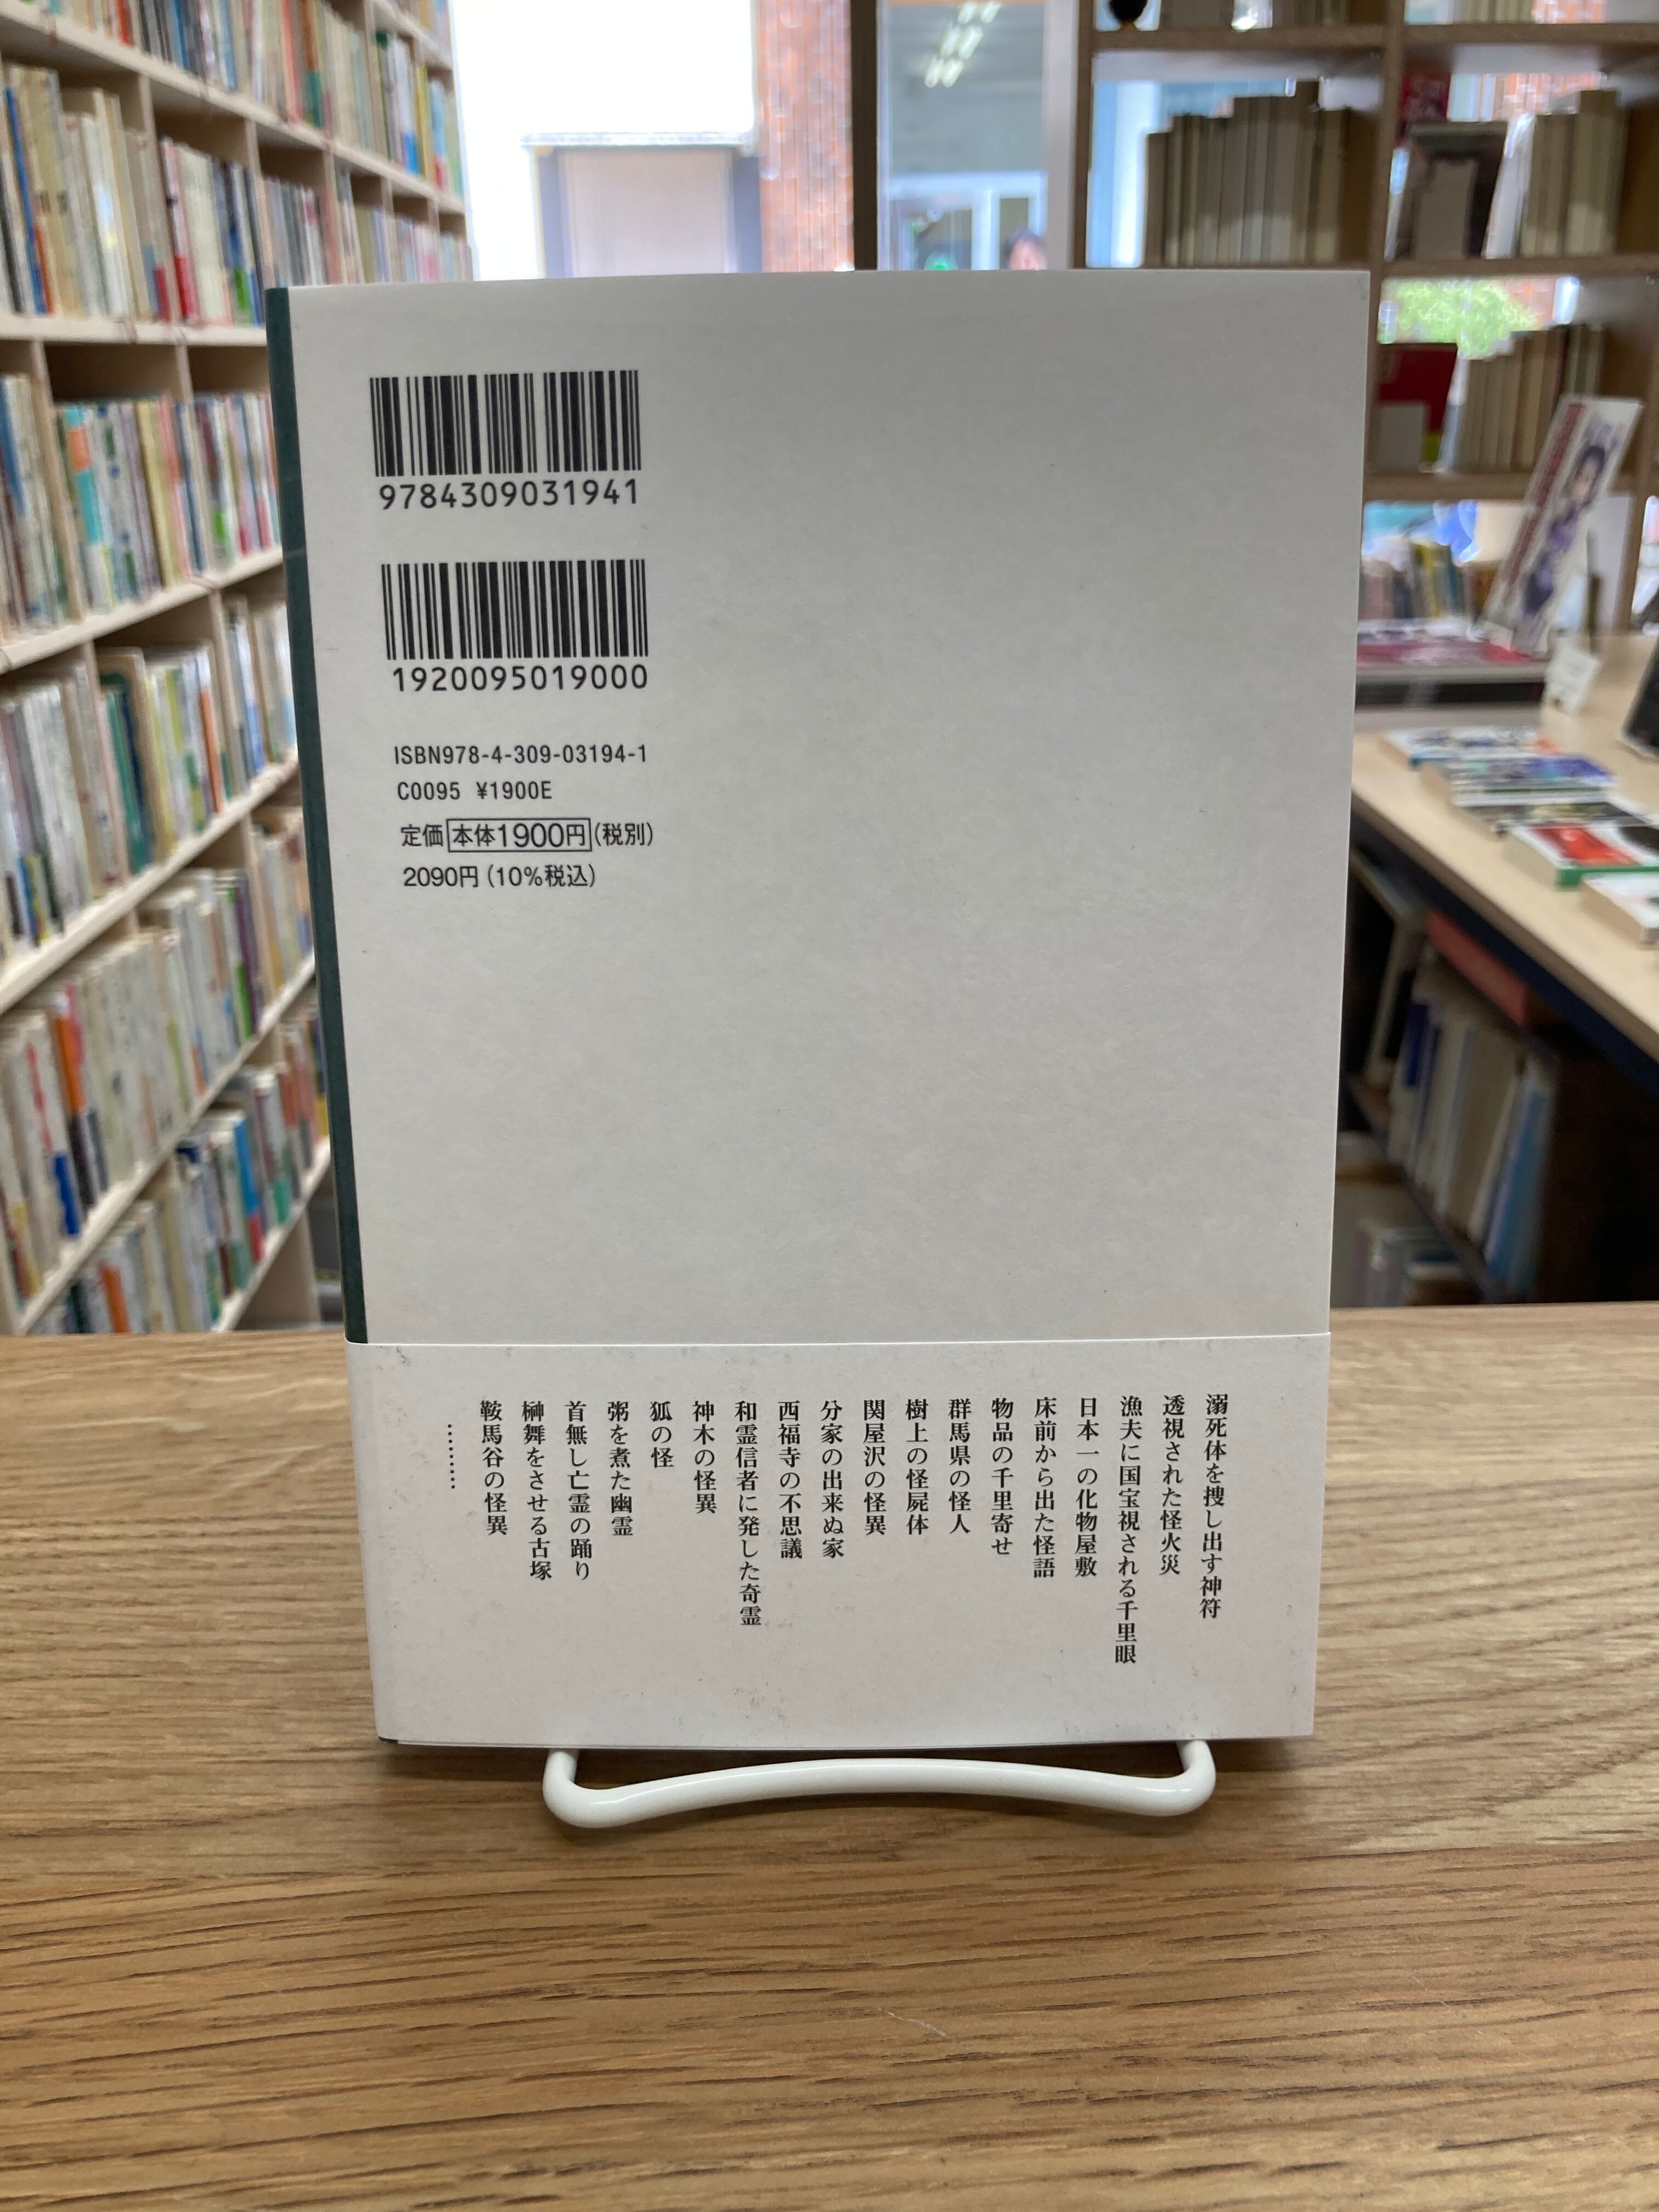 9784309031941
1920095019000
ISBN978-4-309-03194-1
C0095 ¥1900E
定価 本体1900円 (税別)
2090円 (10%税込)
溺死体を捜し出す神符
透視された怪火災
漁夫に国宝視される千里眼
日本一の化物屋敷
床前から出た怪語
物品の千里寄せ
群馬県の怪人
樹上の怪屍体
関屋沢の怪異
分家の出来ぬ家
西福寺の不思議
和霊信者に発した奇霊
神木の怪異
狐の怪
粥を煮た幽霊
首無し亡霊の踊り
榊舞をさせる古塚
鞍馬谷の怪異
………